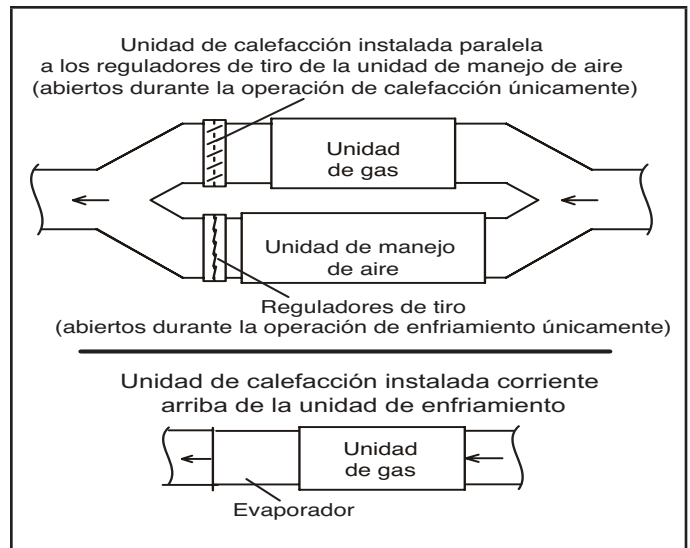 Unidad de calefacción instalada paralela
a los reguladores de tiro de la unidad de manejo de aire
(abiertos durante la operación de calefacción únicamente)
Unidad
de gas
Unidad de manejo
de aire
Reguladores de tiro
(abiertos durante la operación de enfriamiento únicamente)
Unidad de calefacción instalada corriente
arriba de la unidad de enfriamiento
Unidad
de gas
Evaporador